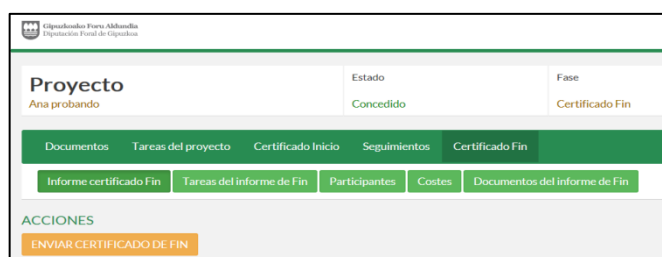 Gipuzkoako Foru Aldundia
Diputación Foral de Gipuzkoa
Proyecto
Ana probando
Estado
Concedido
Fase
Certificado Fin
Documentos Tareas del proyecto Certificado Inicio Seguimientos Certificado Fin
Informe certificado Fin Tareas del informe de Fin Participantes Costes Documentos del informe de Fin
ACCIONES
ENVIAR CERTIFICADO DE FIN